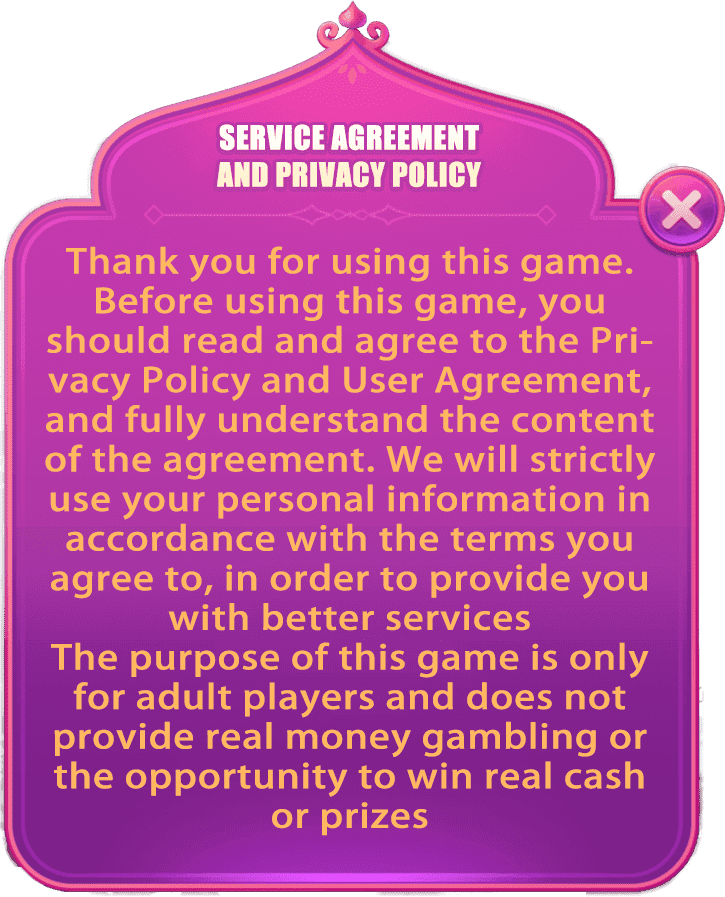 SERVICE AGREEMENT
AND PRIVACY POLICY
Thank you for using this game.
Before using this game, you
should read and agree to the Pri-
vacy Policy and User Agreement,
and fully understand the content
of the agreement. We will strictly
use your personal information in
accordance with the terms you
agree to, in order to provide you
with better services
The purpose of this game is only
for adult players and does not
provide real money gambling or
the opportunity to win real cash
or prizes